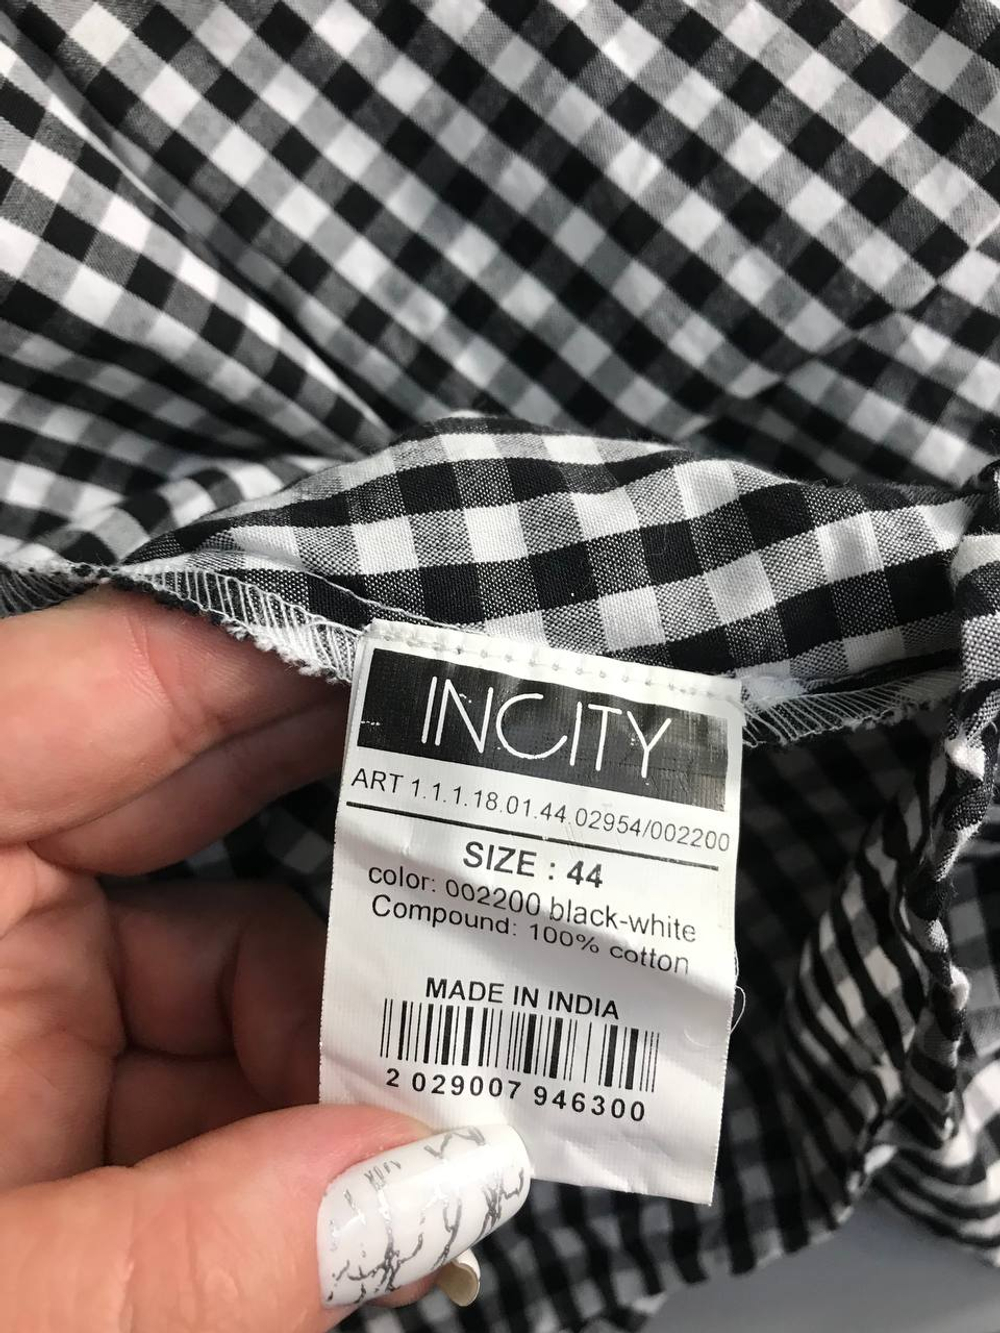 INCITY
ART 1.1.1.18.01.44.02954/002200
SIZE : 44
color: 002200 black-white
Compound: 100% cotton
MADE IN INDIA
2 029007 946300